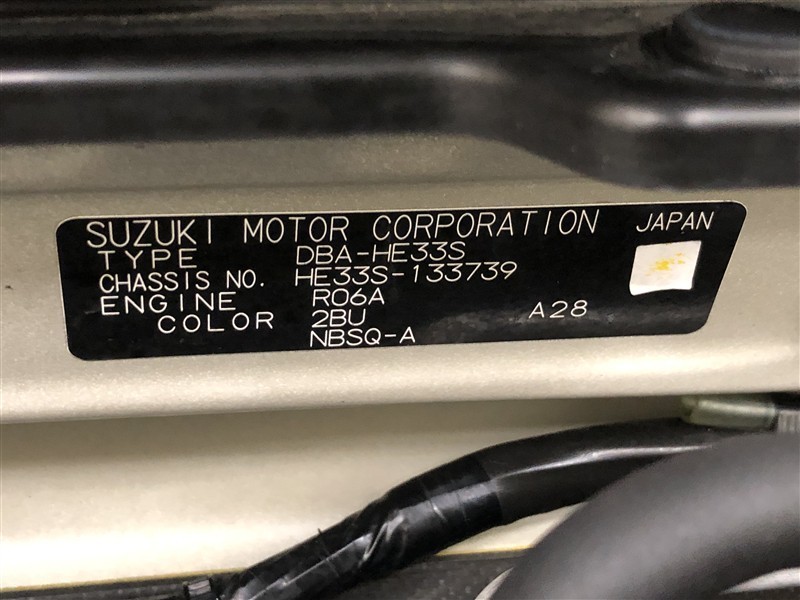 SUZUKI MOTOR CORPORATION JAPAN
TYPE DBA-HE33S
CHASSIS NO. HE33S-133739
ENGINE R06A
COLOR 2BU A28
NBSQ-A